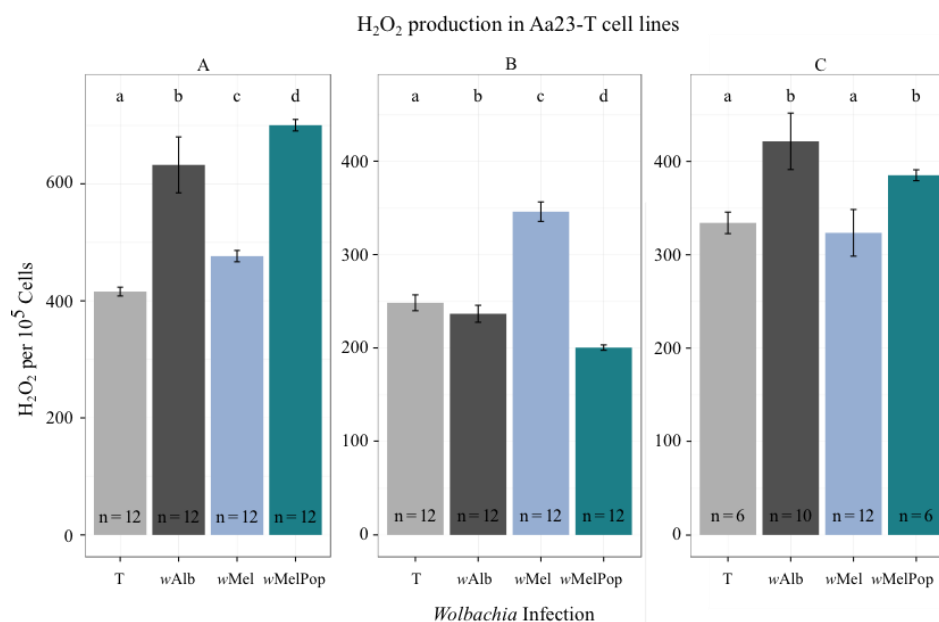 H₂O₂ production in Aa23-T cell lines
A
a b c d
H₂O₂ per 10⁵ Cells
600
400
200
0
n = 12 n = 12 n = 12 n = 12
T wAlb wMel wMelPop
B
a b c d
400
300
200
100
0
n = 12 n = 12 n = 12 n = 12
T wAlb wMel wMelPop
C
a b a b
400
300
200
100
0
n = 6 n = 10 n = 12 n = 6
T wAlb wMel wMelPop
Wolbachia Infection